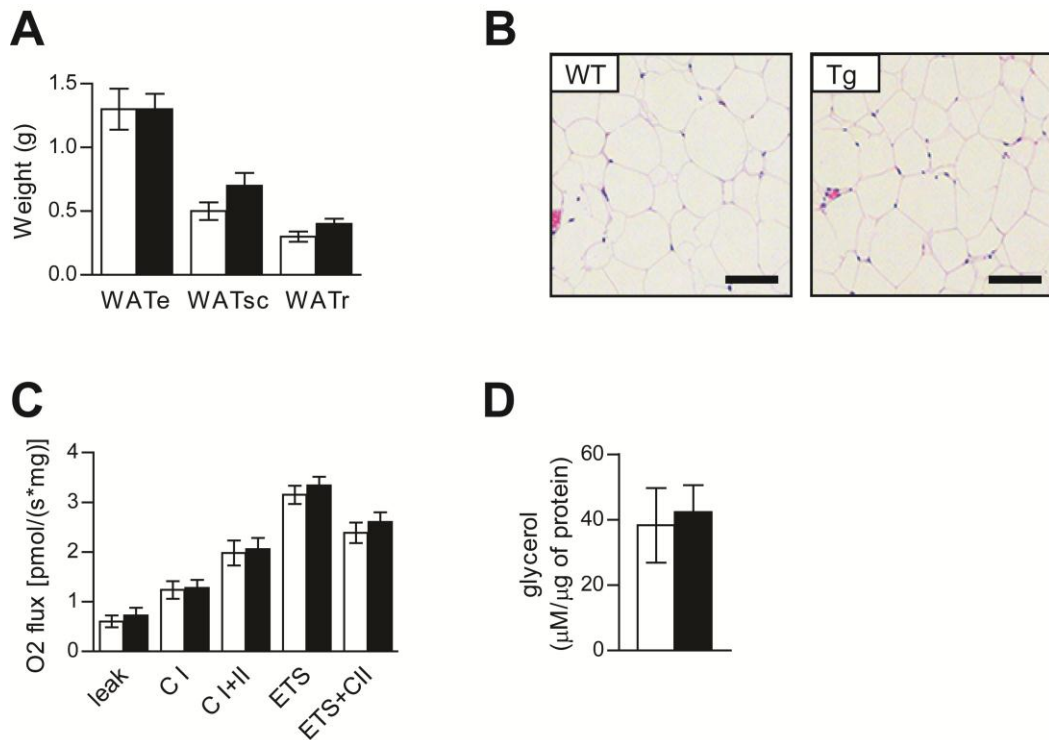 A
Weight (g)
1.5
1.0
0.5
0.0
WATe WATsc WATr
B
WT
Tg
C
O2 flux [pmol/(s*mg)]
4
3
2
1
0
leak
C I
C I+II
ETS
ETS+CII
D
glycerol
(μM/μg of protein)
60
40
20
0